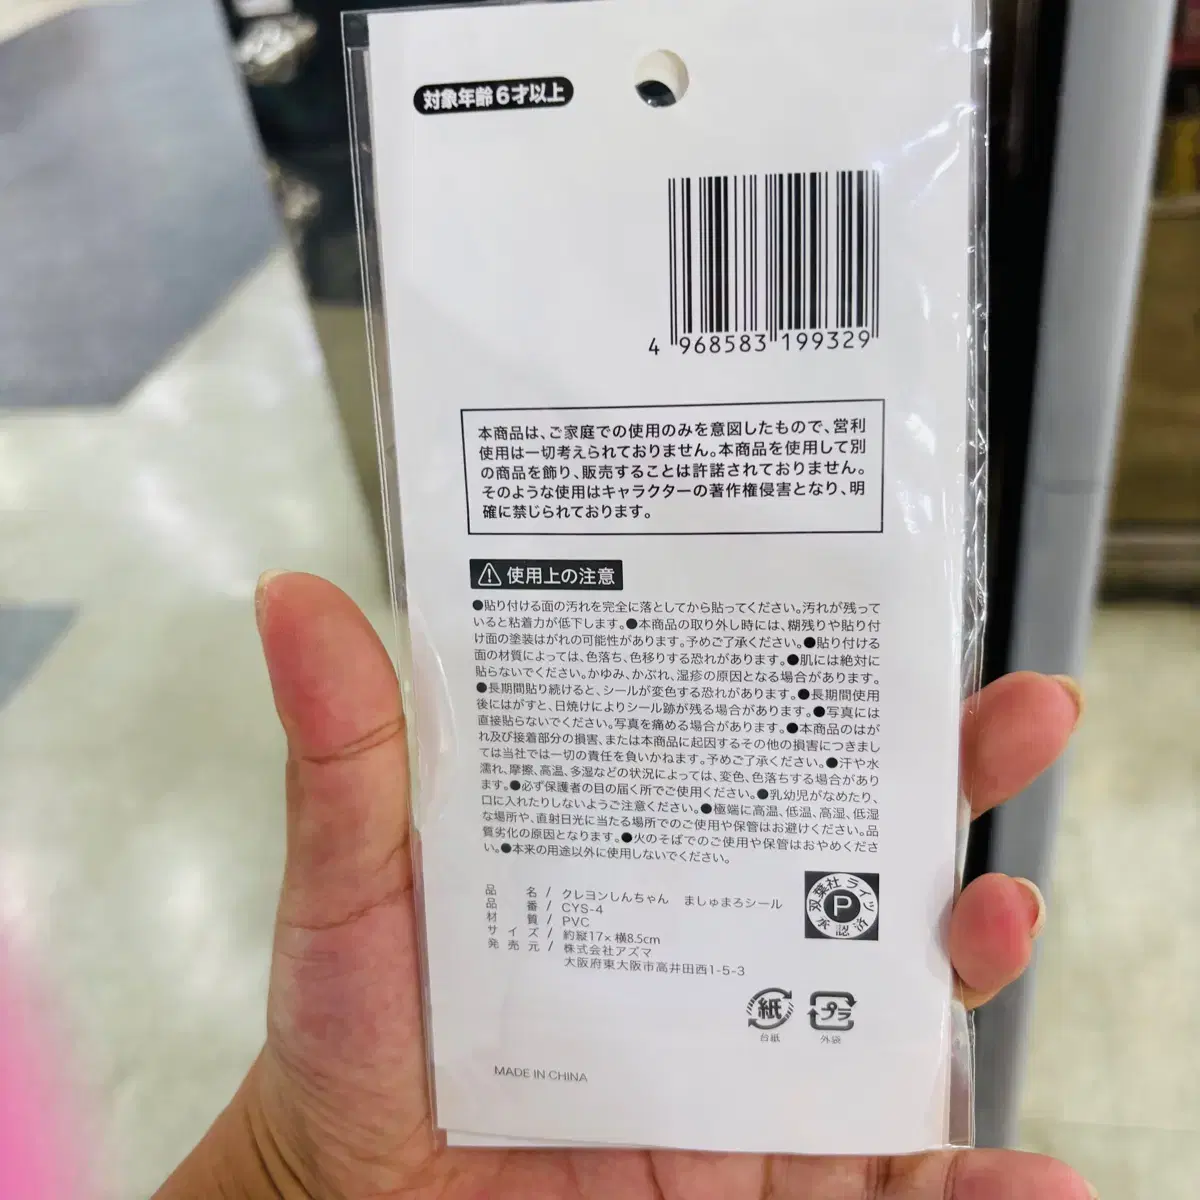 対象年齢6才以上
4 968583 199329
本商品は、ご家庭での使用のみを意図したもので、営利
使用は一切考えられておりません。本商品を使用して別
の商品を飾り、販売することは許諾されておりません。
そのような使用はキャラクターの著作権侵害となり、明
確に禁じられております。
使用上の注意
●貼り付ける面の汚れを完全に落としてから貼ってください。汚れが残って
いると粘着力が低下します。●本商品の取り外し時には、糊残りや貼り付
け面の塗装はがれの可能性があります。予めご了承ください。●貼り付ける
面の材質によっては、色落ち、色移りする恐れがあります。●肌には絶対に
貼らないでください。かゆみ、かぶれ、湿疹の原因となる場合があります。
●長期間貼り続けると、シールが変色する恐れがあります。●長期間使用
後にはがすと、日焼けによりシール跡が残る場合があります。●写真には
直接貼らないでください。写真を痛める場合があります。●本商品のはが
れ及び接着部分の損害、または本商品に起因するその他の損害につきまし
ては当社では一切の責任を負いかねます。予めご了承ください。●汗や水
濡れ、摩擦、高温、多湿などの状況によっては、変色、色落ちする場合があり
ます。●必ず保護者の目の届く所でご使用ください。●乳幼児がなめたり、
口に入れたりしないようご注意ください。●極端に高温、低温、高湿、低湿
な場所や、直射日光に当たる場所でのご使用や保管はお避けください。品
質劣化の原因となります。●火のそばでのご使用や保管はおやめくださ
い。●本来の用途以外に使用しないでください。
品名/クレヨンしんちゃん ましゅまろシール
品番/CYS-4
材質/PVC
サイズ/約縦17×横8.5cm
発売元/株式会社アズマ
大阪府東大阪市高井田西1-5-3
双葉社ライツ
P
承認済
紙
台紙
プラ
外袋
MADE IN CHINA